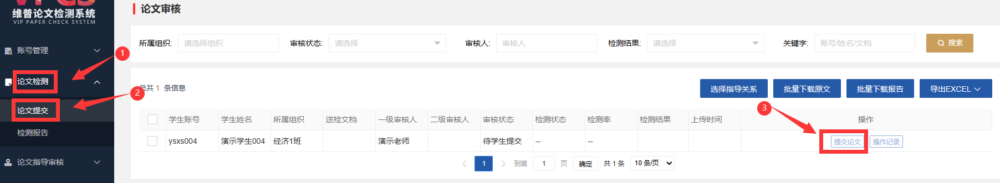 VPCS
维普论文检测系统
VIP PAPER CHECK SYSTEM
账号管理
1
论文检测
2
论文提交
检测报告
论文指导审核
论文审核
所属组织: 请选择组织 审核状态: 请选择 审核人: 审核人 检测结果: 请选择 关键字: 账号/姓名/文档 搜索
总共 1 条信息
选择指导关系 批量下载原文 批量下载报告 导出EXCEL
3
学生账号 学生姓名 所属组织 送检文档 一级审核人 二级审核人 审核状态 检测状态 检测率 检测结果 上传时间 操作
ysxs004 演示学生004 经济1班 演示老师 待学生提交 -- -- 提交论文 操作记录
1 到第 1 页 确定 共 1 条 10 条/页